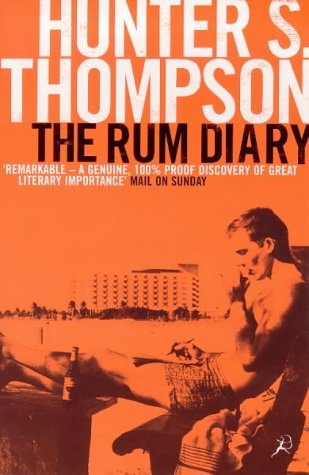 HUNTER S.
THOMPSON
THE RUM DIARY
'REMARKABLE – A GENUINE, 100% PROOF DISCOVERY OF GREAT
LITERARY IMPORTANCE' MAIL ON SUNDAY